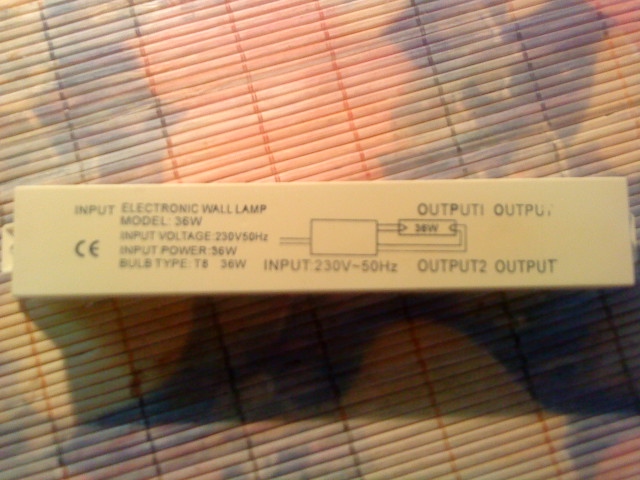 INPUT
ELECTRONIC WALL LAMP
MODEL: 36W
INPUT VOLTAGE:230V50Hz
INPUT POWER:36W
BULB TYPE: T8 36W
CE
36W
INPUT:230V~50Hz
OUTPUT1 OUTPUT
OUTPUT2 OUTPUT